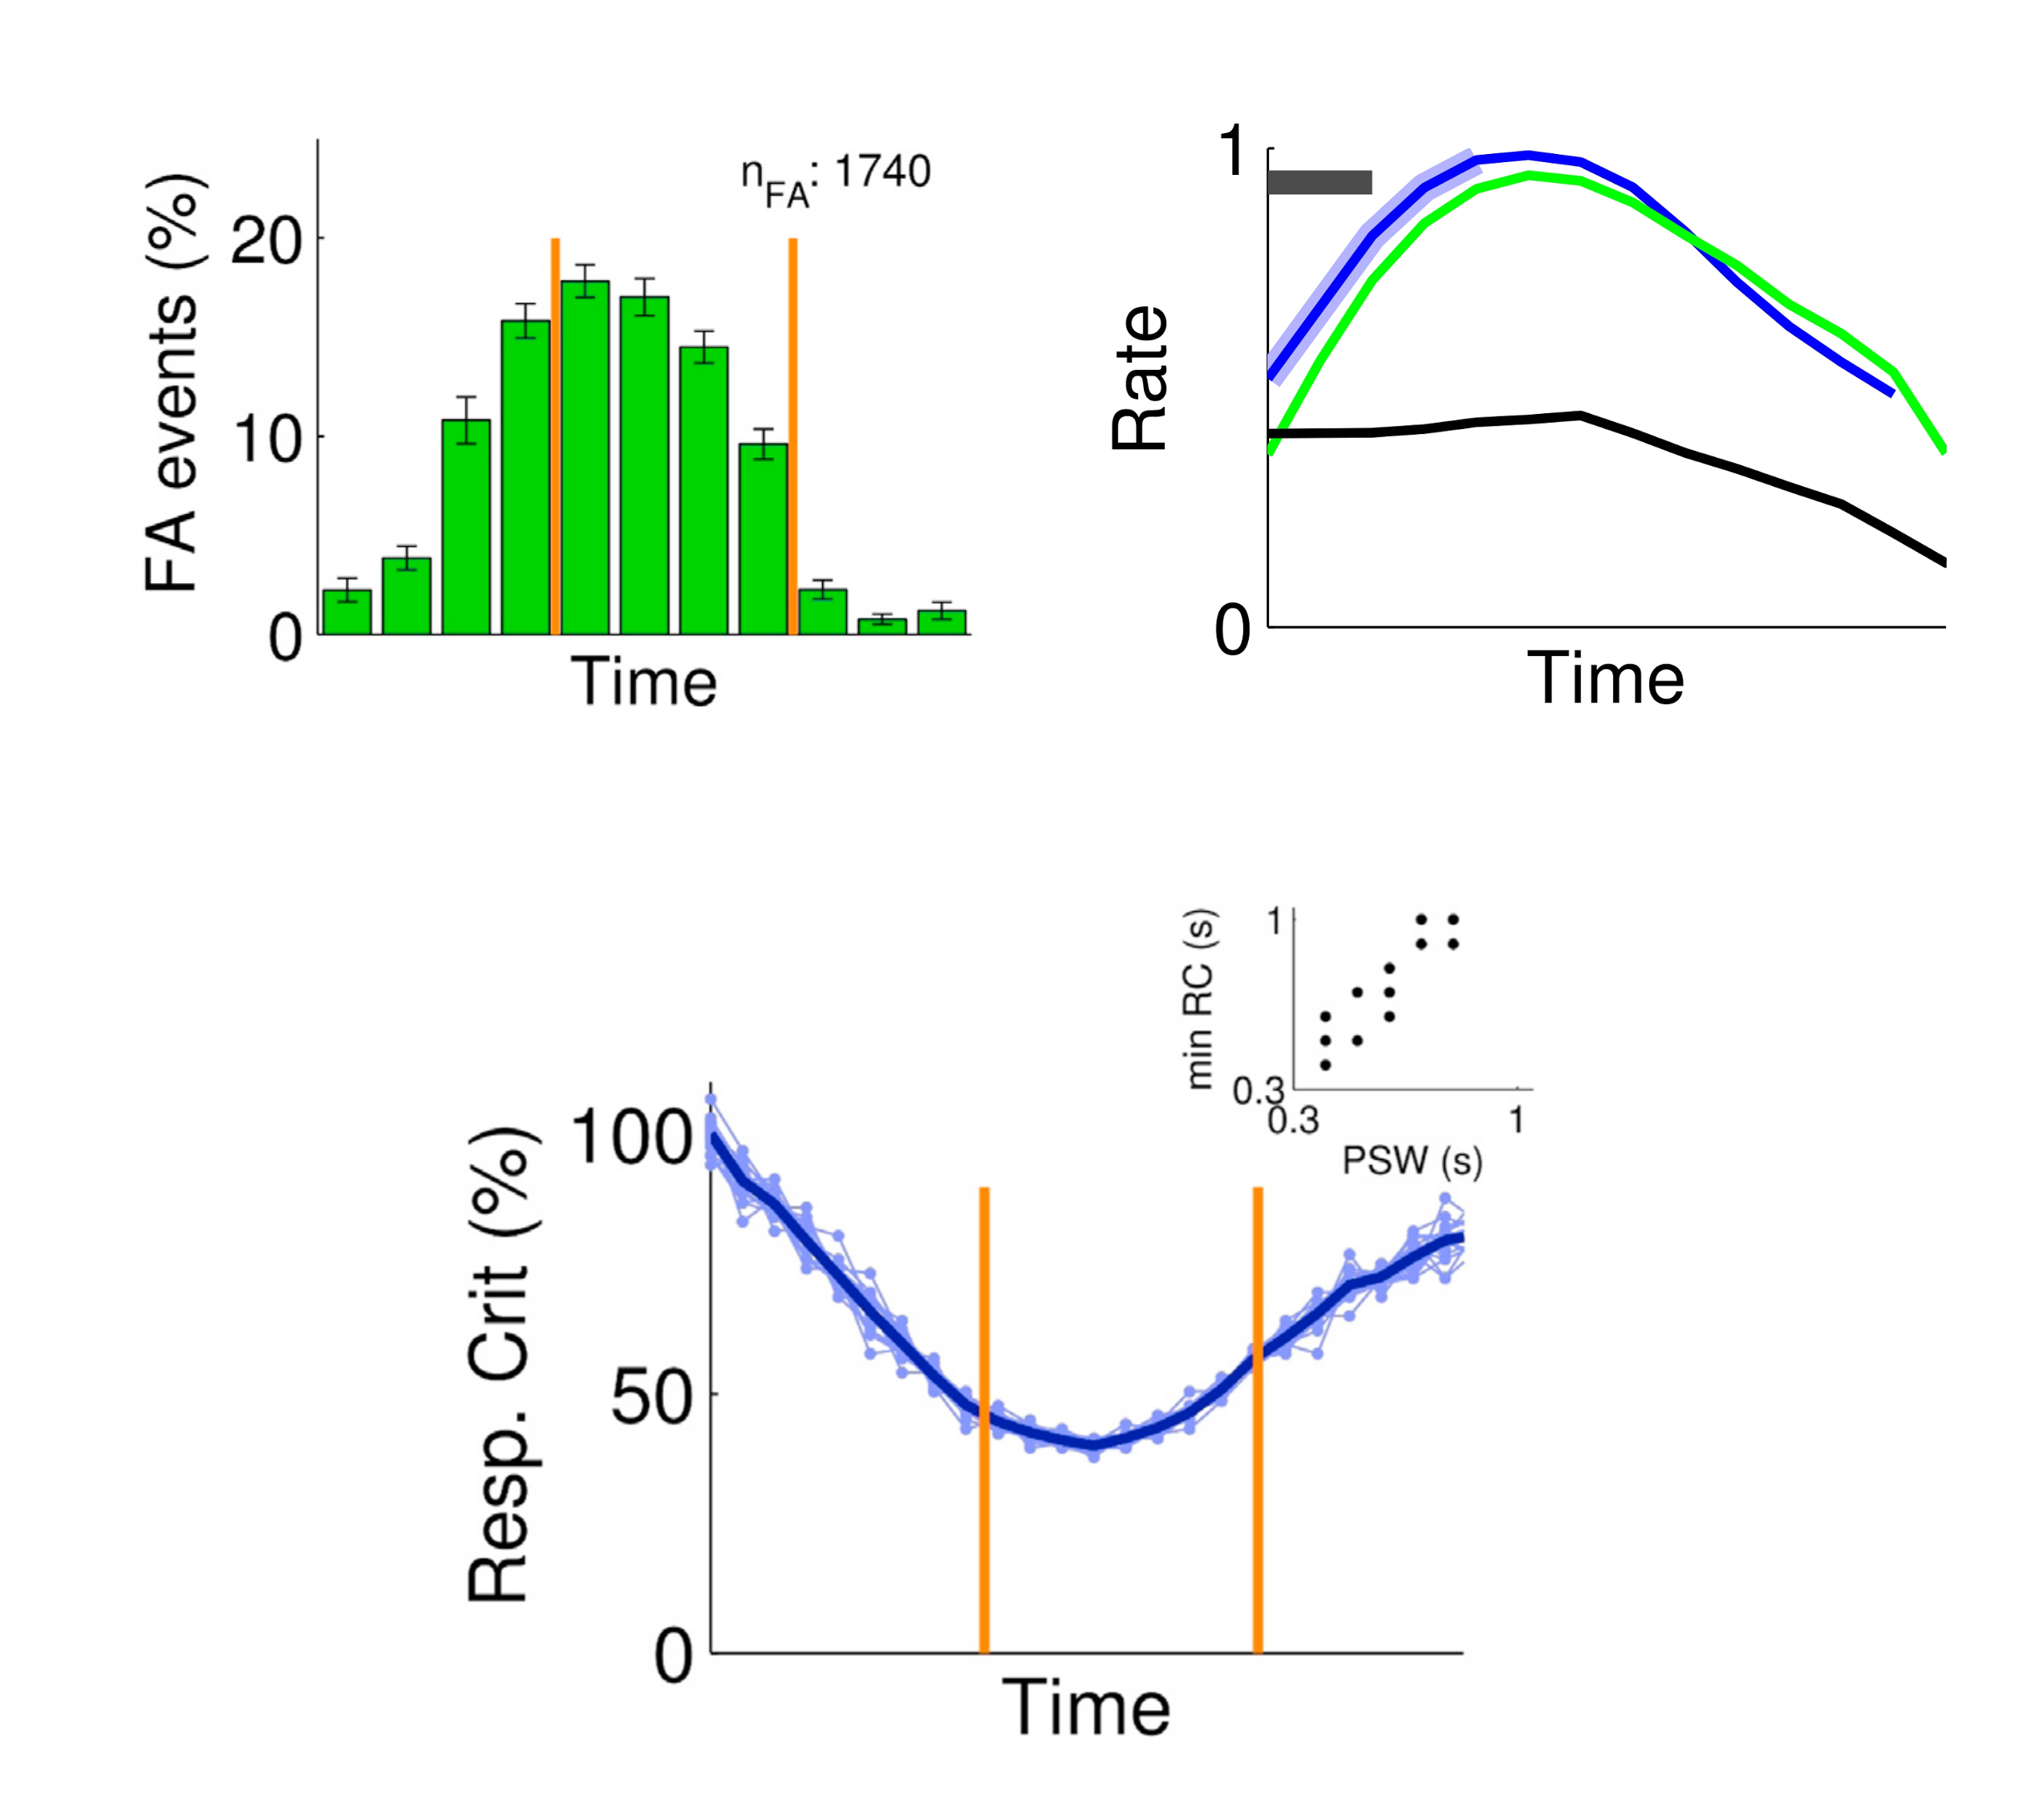 FA events (%)
20
10
0
nFA: 1740
Time
Rate
1
0
Time
min RC (s)
1
0.3
0.3
1
PSW (s)
Resp. Crit (%)
100
50
0
Time